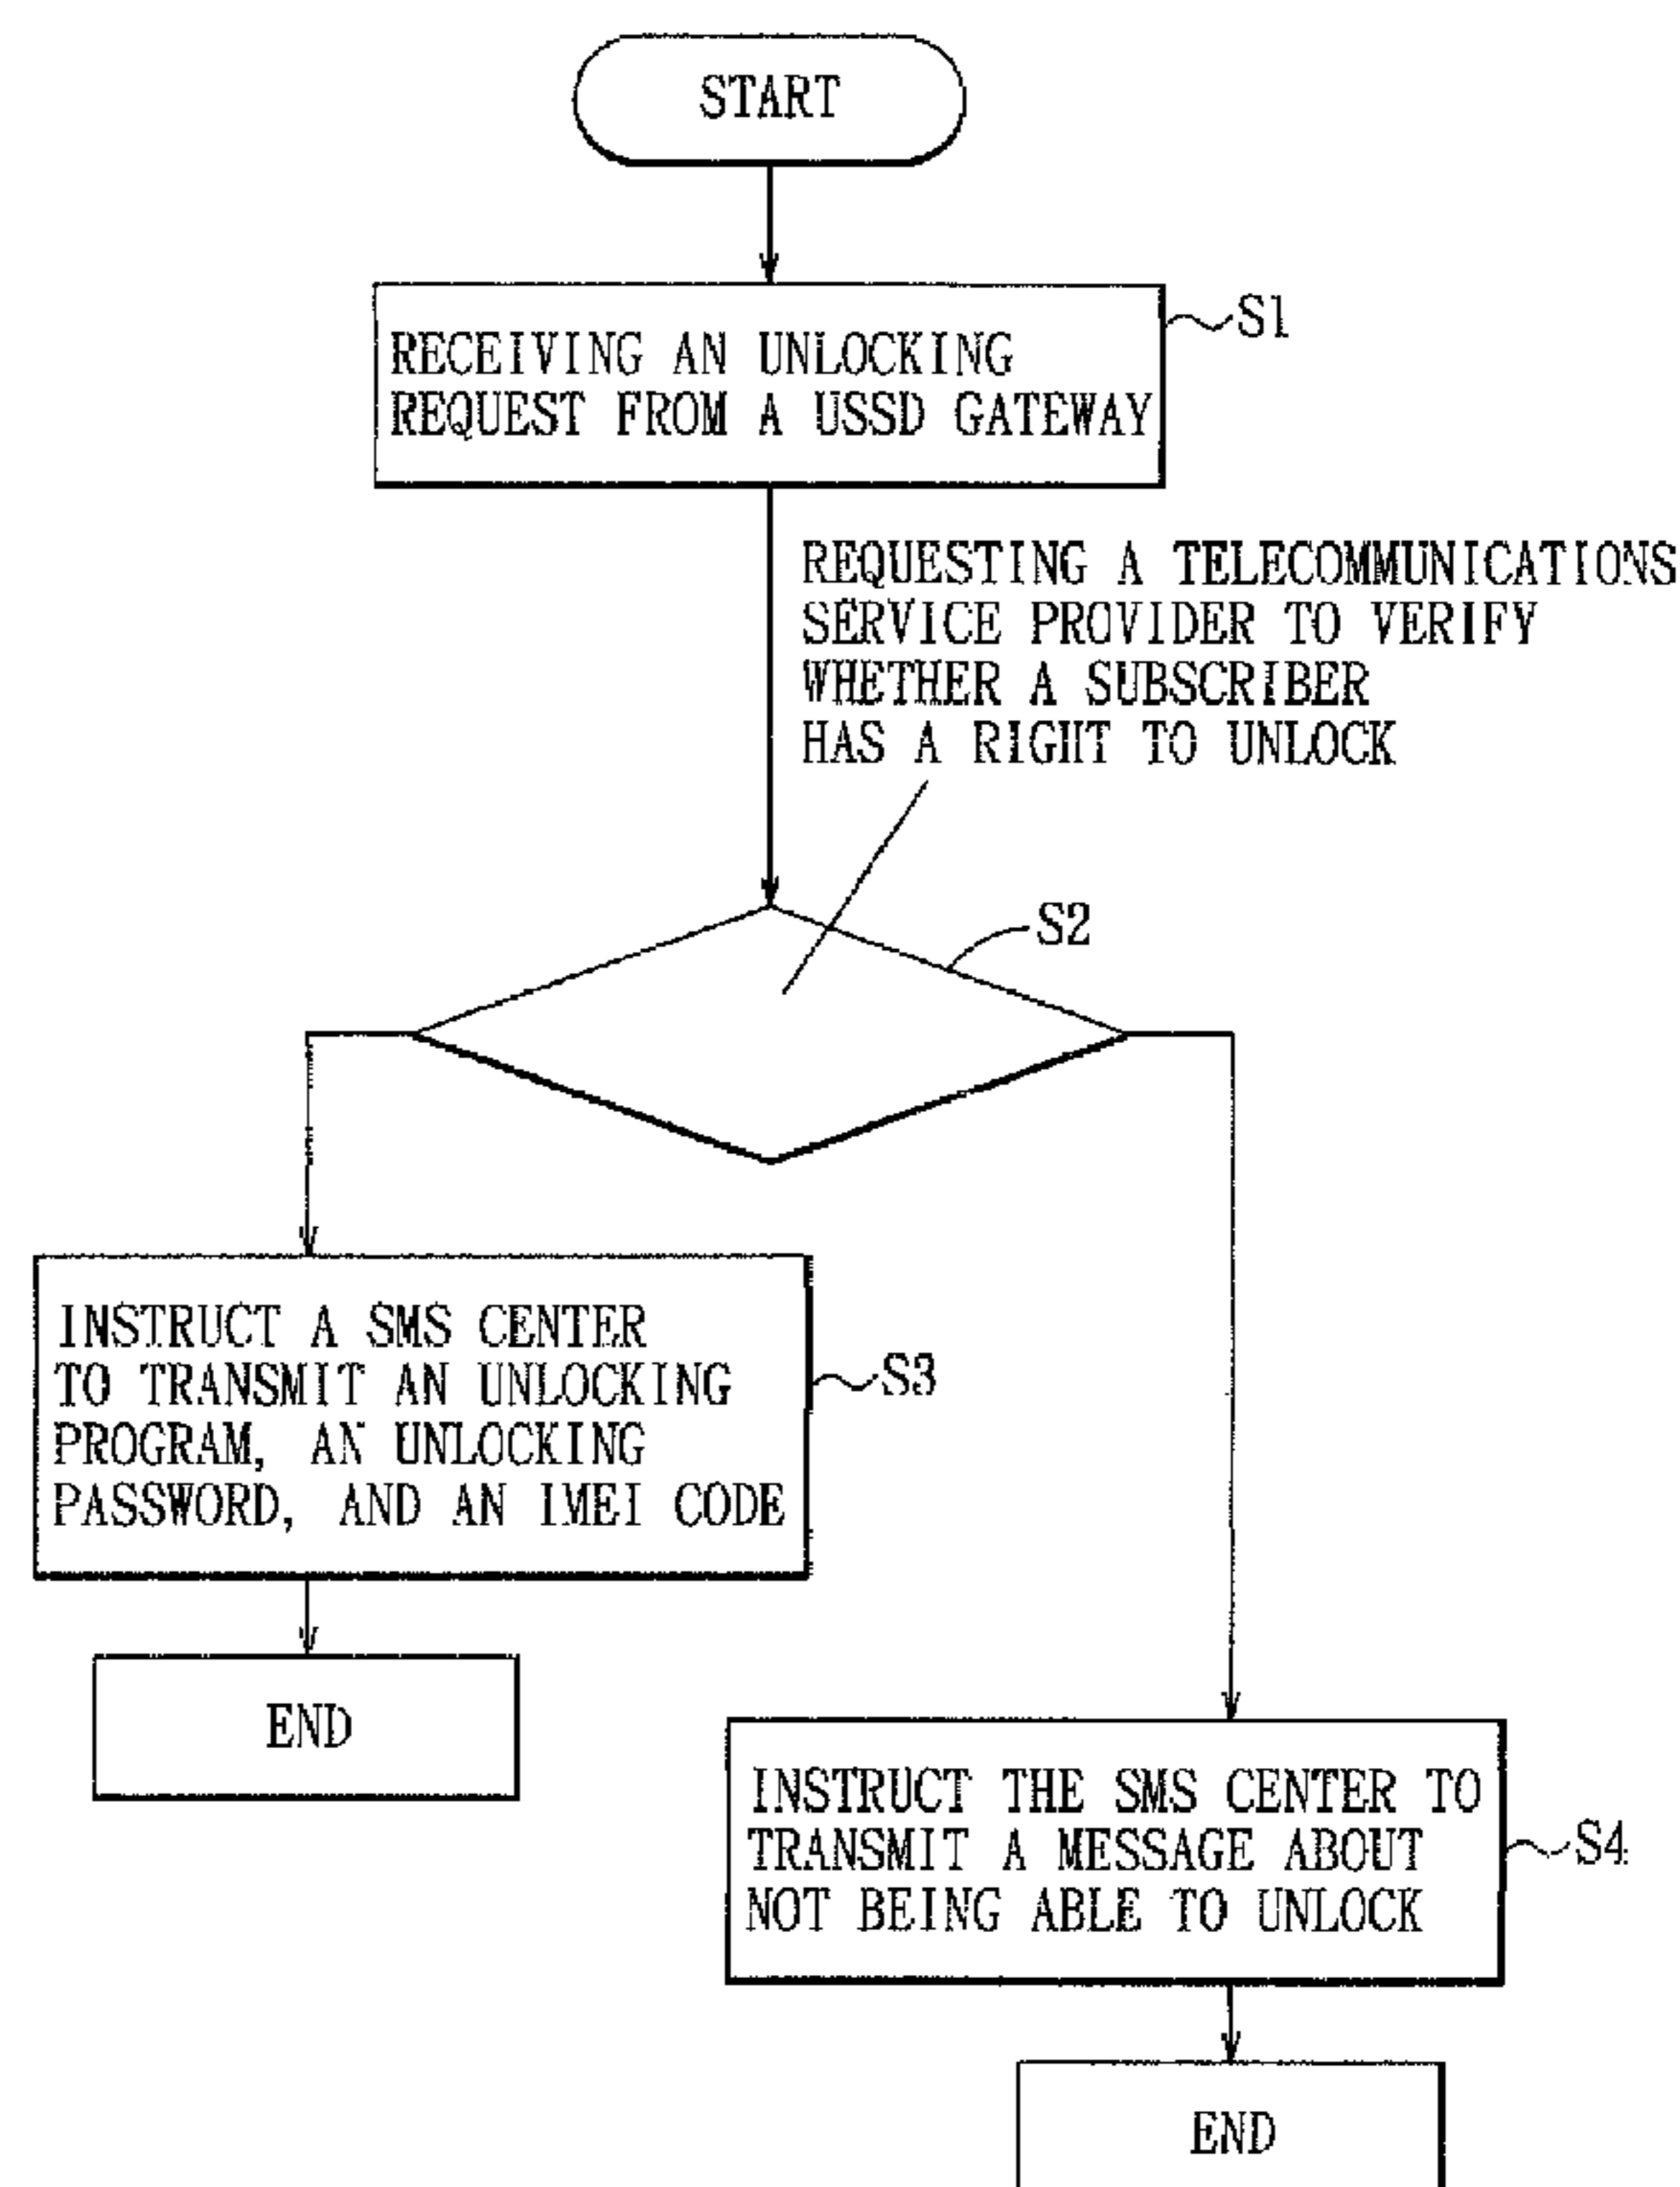 START
RECEIVING AN UNLOCKING
REQUEST FROM A USSD GATEWAY
S1
REQUESTING A TELECOMMUNICATIONS
SERVICE PROVIDER TO VERIFY
WHETHER A SUBSCRIBER
HAS A RIGHT TO UNLOCK
S2
INSTRUCT A SMS CENTER
TO TRANSMIT AN UNLOCKING
PROGRAM, AN UNLOCKING
PASSWORD, AND AN IMEI CODE
S3
END
INSTRUCT THE SMS CENTER TO
TRANSMIT A MESSAGE ABOUT
NOT BEING ABLE TO UNLOCK
S4
END